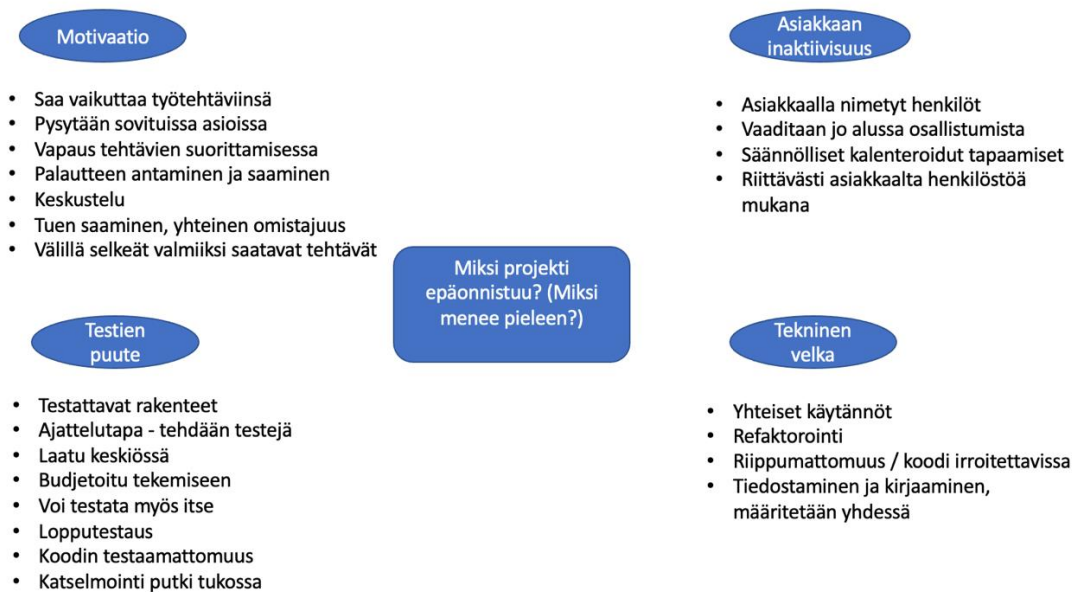 Motivaatio
• Saa vaikuttaa työtehtäviinsä
• Pysytään sovituissa asioissa
• Vapaus tehtävien suorittamisessa
• Palautteen antaminen ja saaminen
• Keskustelu
• Tuen saaminen, yhteinen omistajuus
• Välillä selkeät valmiiksi saatavat tehtävät
Asiakkaan
inaktiivisuus
• Asiakkaalla nimetyt henkilöt
• Vaaditaan jo alussa osallistumista
• Säännölliset kalenteroidut tapaamiset
• Riittävästi asiakkaalta henkilöstöä
mukana
Miksi projekti
epäonnistuu? (Miksi
menee pieleen?)
Testien
puute
• Testattavat rakenteet
• Ajattelutapa - tehdään testejä
• Laatu keskiössä
• Budjetoitu tekemiseen
• Voi testata myös itse
• Lopputestaus
• Koodin testaamattomuus
• Katselmointi putki tukossa
Tekninen
velka
• Yhteiset käytännöt
• Refaktorointi
• Riippumattomuus / koodi irroitettavissa
• Tiedostaminen ja kirjaaminen,
määritetään yhdessä